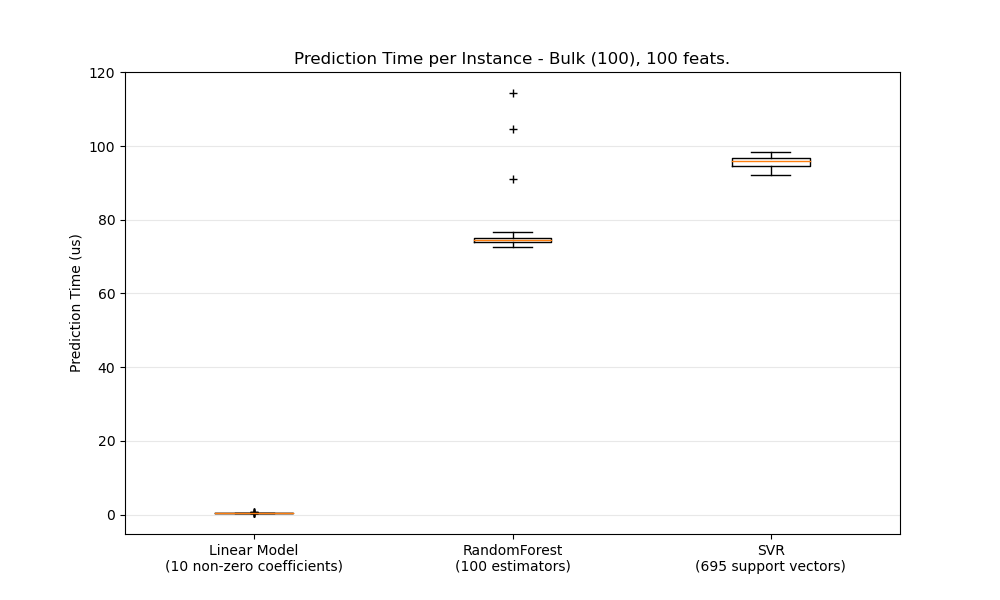 Prediction Time per Instance - Bulk (100), 100 feats.
120
100
80
60
40
20
0
Prediction Time (us)
Linear Model
(10 non-zero coefficients)
RandomForest
(100 estimators)
SVR
(695 support vectors)